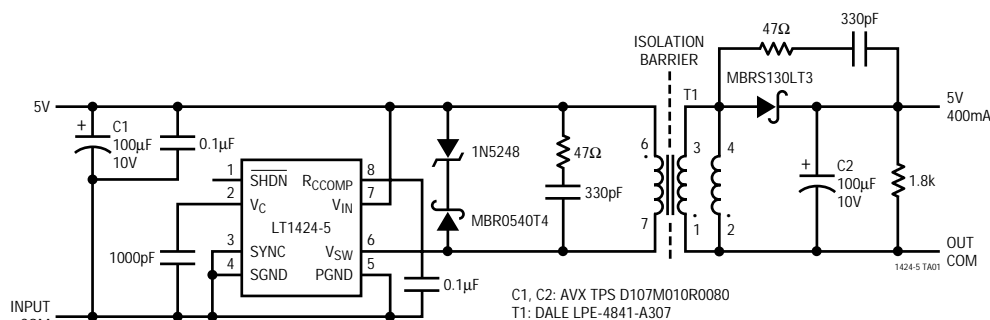 47Ω
330pF
ISOLATION
BARRIER
MBRS130LT3
5V
T1
5V
400mA
+
C1
100µF
10V
0.1µF
1N5248
47Ω
6
3
4
+
C2
100µF
10V
1.8k
1
SHDN
RCCOMP
8
2
VC
VIN
7
LT1424-5
MBR0540T4
330pF
7
1
2
1000pF
3
SYNC
VSW
6
4
SGND
PGND
5
OUT
COM
1424-5 TA01
0.1µF
INPUT
C1, C2: AVX TPS D107M010R0080
T1: DALE LPE-4841-A307